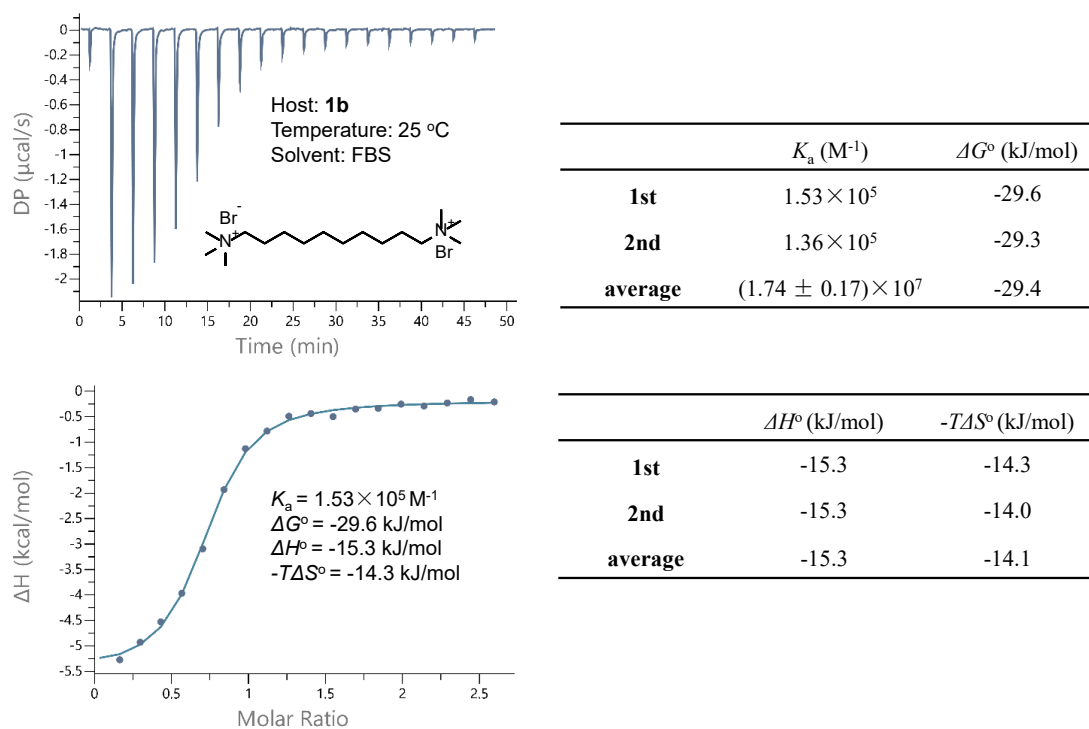 0
-0.2
-0.4
-0.6
-0.8
-1
-1.2
-1.4
-1.6
-1.8
-2
DP (µcal/s)
Host: 1b
Temperature: 25 °C
Solvent: FBS
Br⁻
N⁺
N⁺
Br
0 5 10 15 20 25 30 35 40 45 50
Time (min)
Kₐ (M⁻¹) ΔG° (kJ/mol)
1st 1.53×10⁵ -29.6
2nd 1.36×10⁵ -29.3
average (1.74 ± 0.17)×10⁷ -29.4
0
-0.5
-1
-1.5
-2
-2.5
-3
-3.5
-4
-4.5
-5
-5.5
ΔH (kcal/mol)
Kₐ = 1.53×10⁵ M⁻¹
ΔG° = -29.6 kJ/mol
ΔH° = -15.3 kJ/mol
-TΔS° = -14.3 kJ/mol
0 0.5 1 1.5 2 2.5
Molar Ratio
ΔH° (kJ/mol) -TΔS° (kJ/mol)
1st -15.3 -14.3
2nd -15.3 -14.0
average -15.3 -14.1